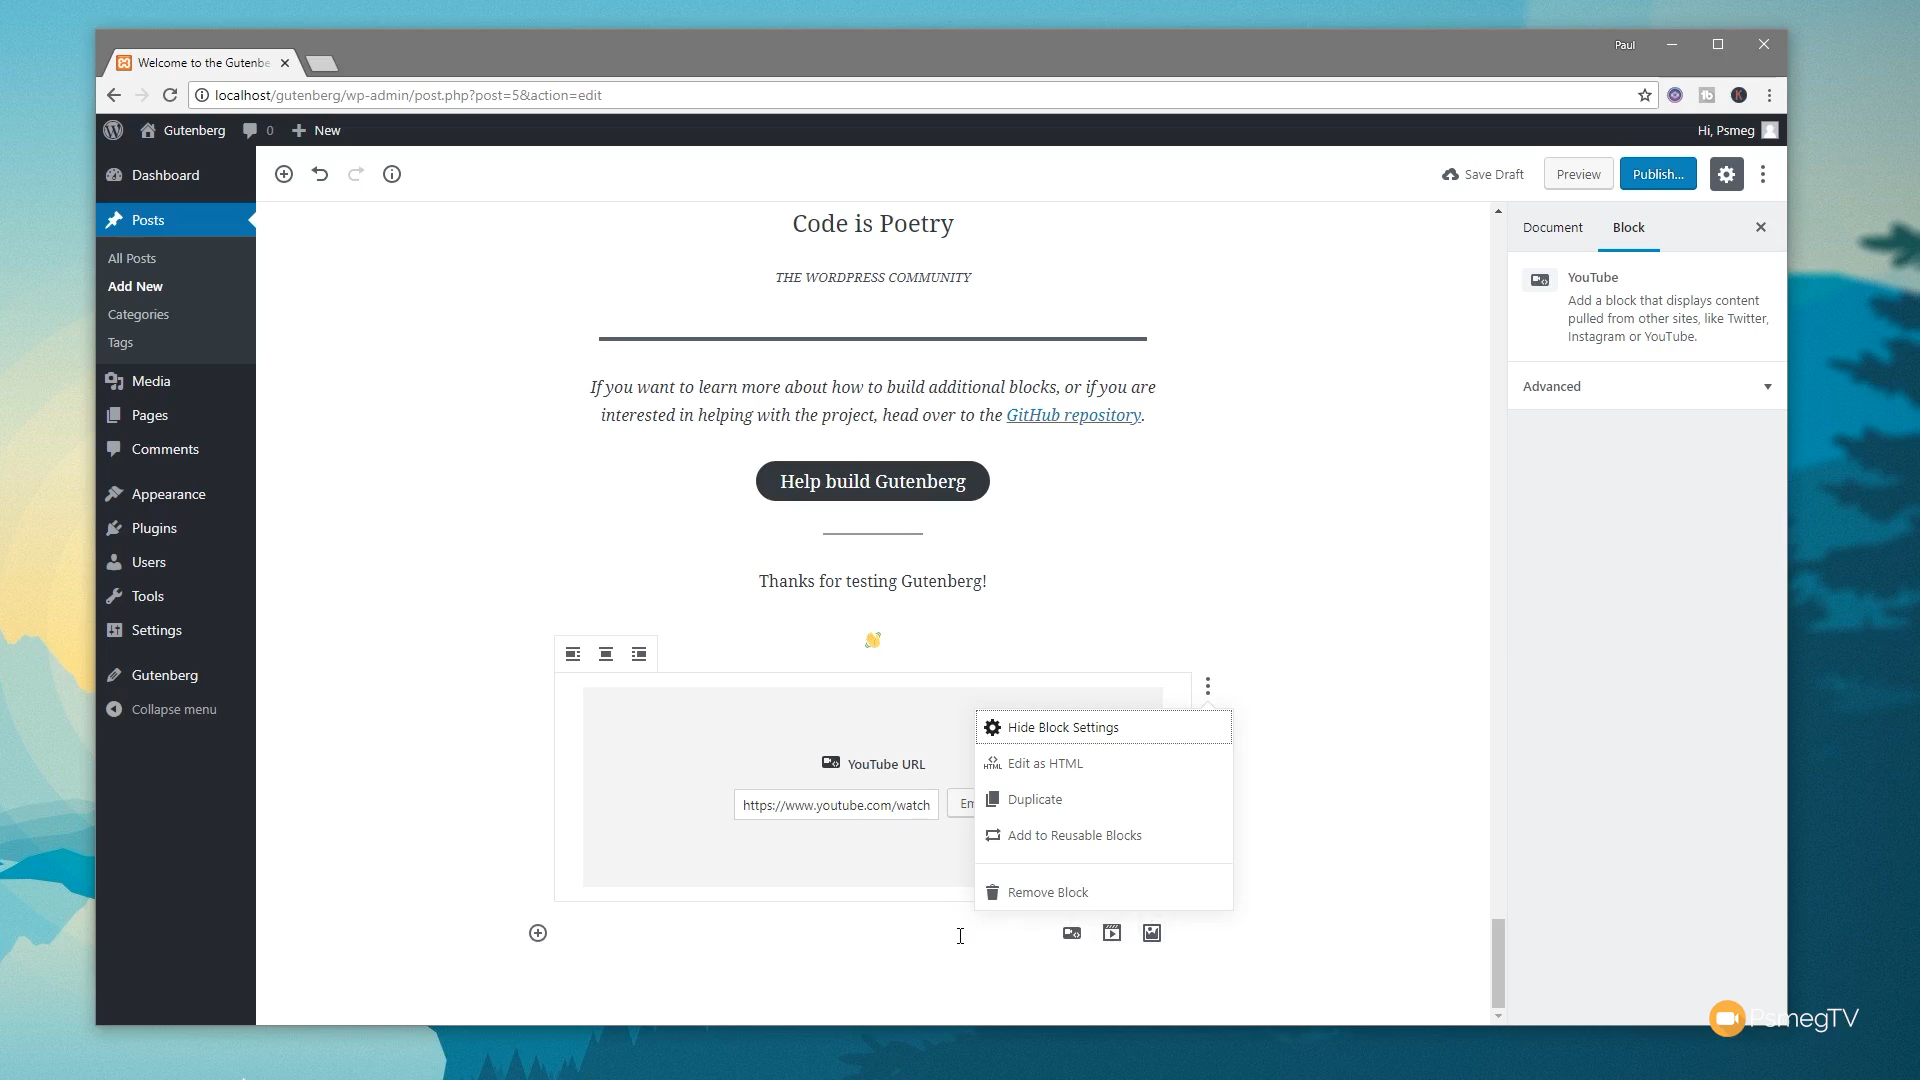 Paul
Welcome to the Gutenbe
localhost/gutenberg/wp-admin/post.php?post=5&action=edit
Gutenberg 0 New
Hi, Psmeg
Dashboard
Posts
All Posts
Add New
Categories
Tags
Media
Pages
Comments
Appearance
Plugins
Users
Tools
Settings
Gutenberg
Collapse menu
Save Draft
Preview
Publish...
Code is Poetry
THE WORDPRESS COMMUNITY
If you want to learn more about how to build additional blocks, or if you are
interested in helping with the project, head over to the GitHub repository.
Help build Gutenberg
Thanks for testing Gutenberg!
YouTube URL
https://www.youtube.com/watch
Em
Hide Block Settings
HTML Edit as HTML
Duplicate
Add to Reusable Blocks
Remove Block
Document
Block
YouTube
Add a block that displays content
pulled from other sites, like Twitter,
Instagram or YouTube.
Advanced
PsmegTV